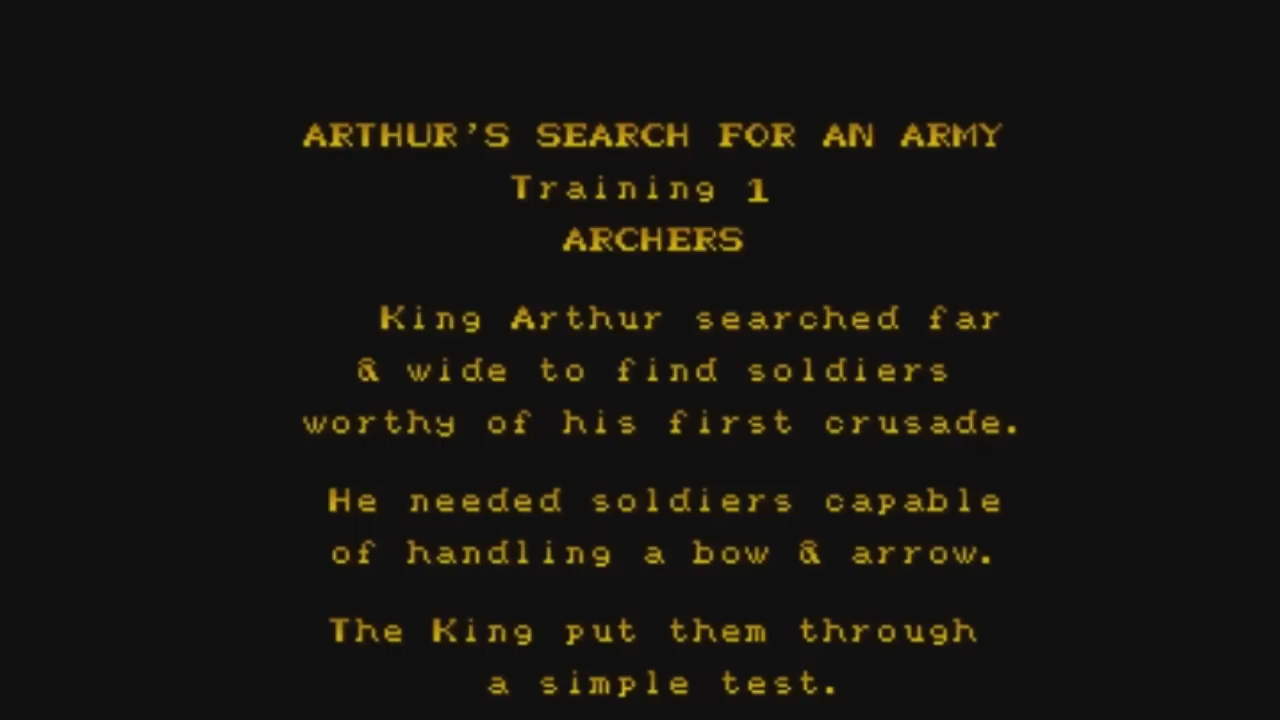 ARTHUR'S SEARCH FOR AN ARMY
Training 1
ARCHERS
King Arthur searched far
& wide to find soldiers
worthy of his first crusade.
He needed soldiers capable
of handling a bow & arrow.
The King put them through
a simple test.